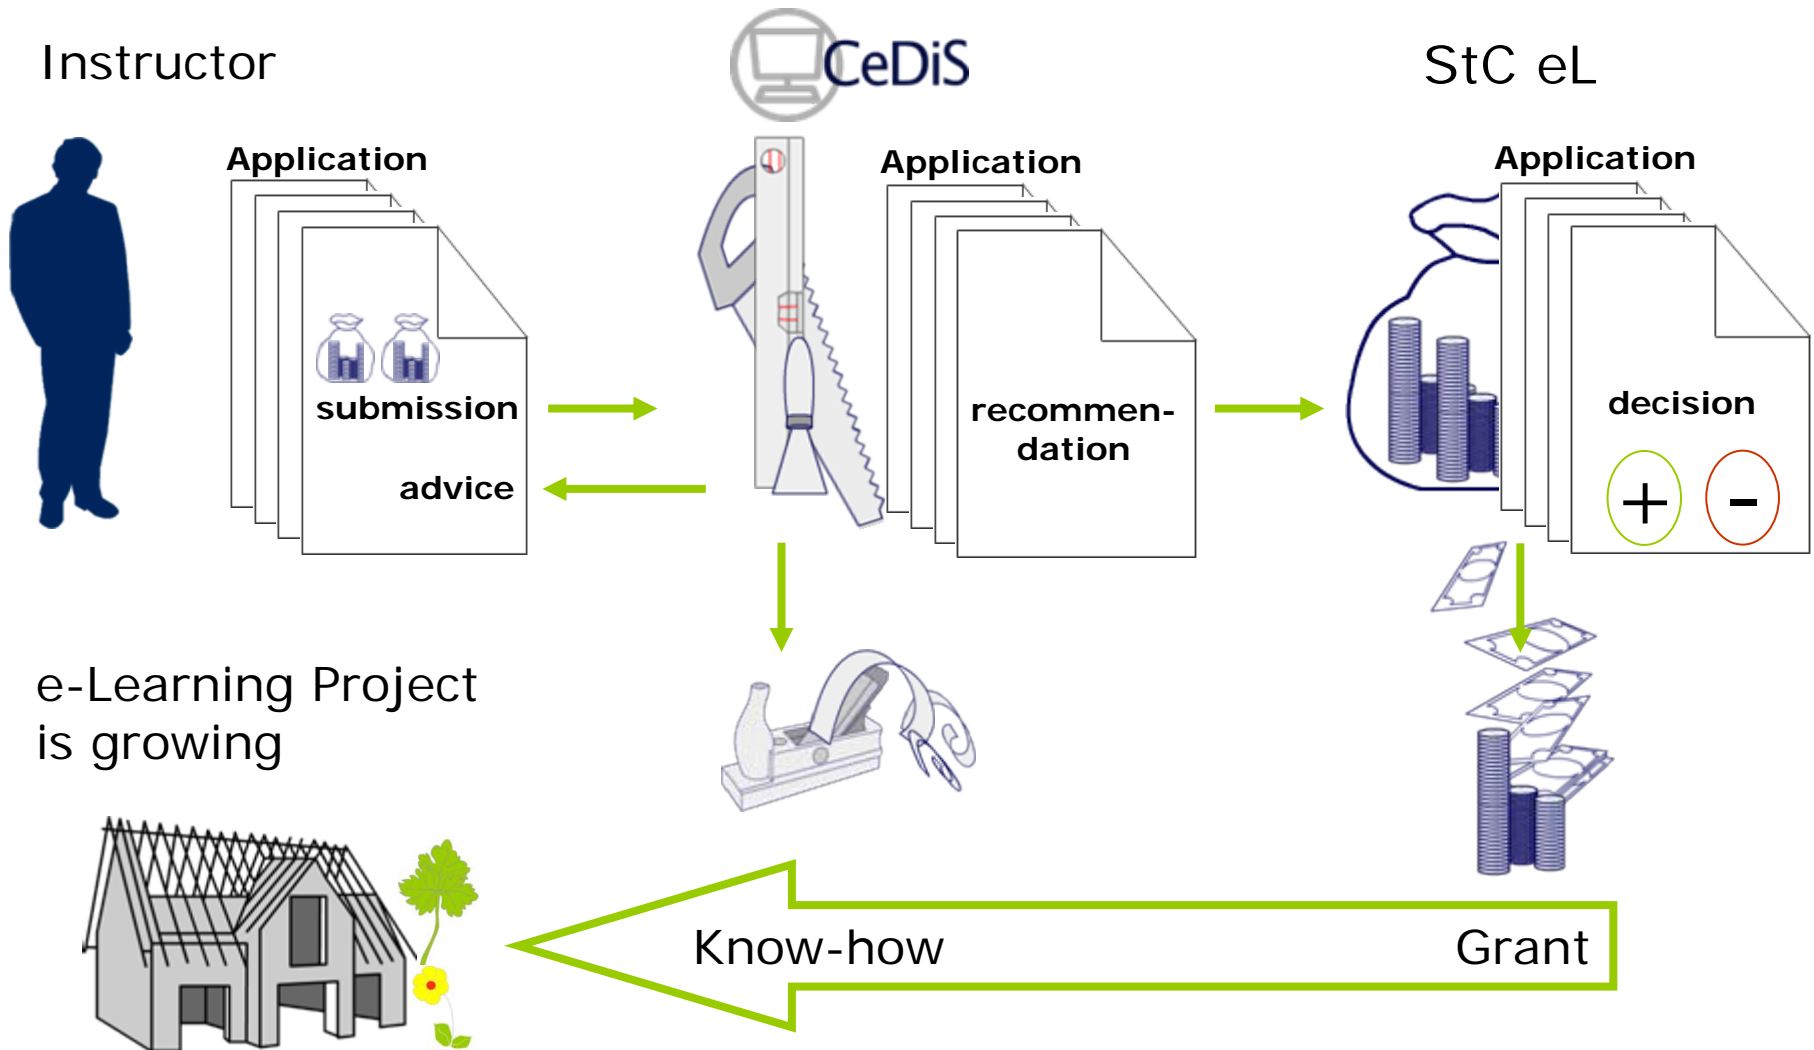 Instructor
CeDiS
StC eL
Application
submission
advice
Application
recommen-
dation
Application
decision
+ -
e-Learning Project
is growing
Know-how
Grant